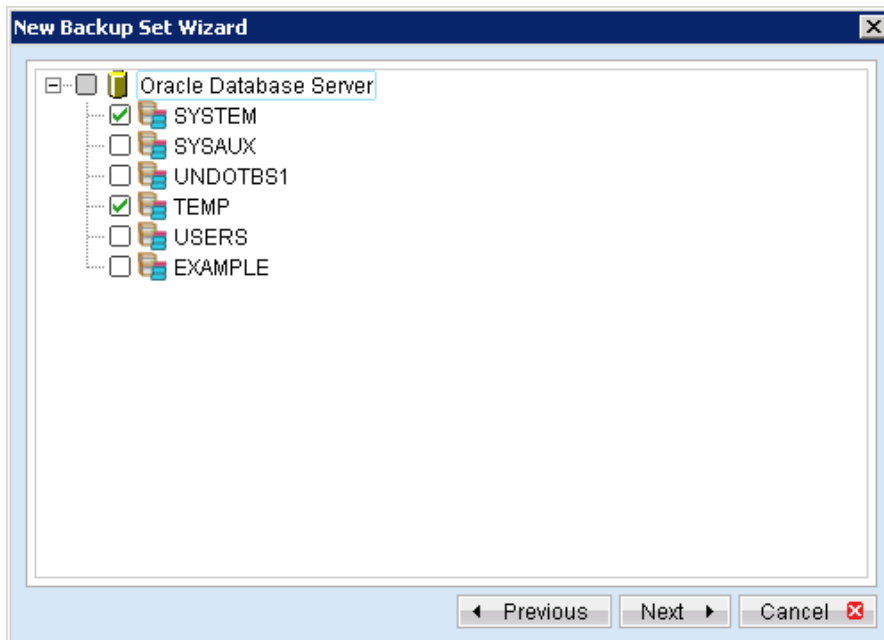 New Backup Set Wizard
Oracle Database Server
SYSTEM
SYSAUX
UNDOTBS1
TEMP
USERS
EXAMPLE
Previous
Next
Cancel